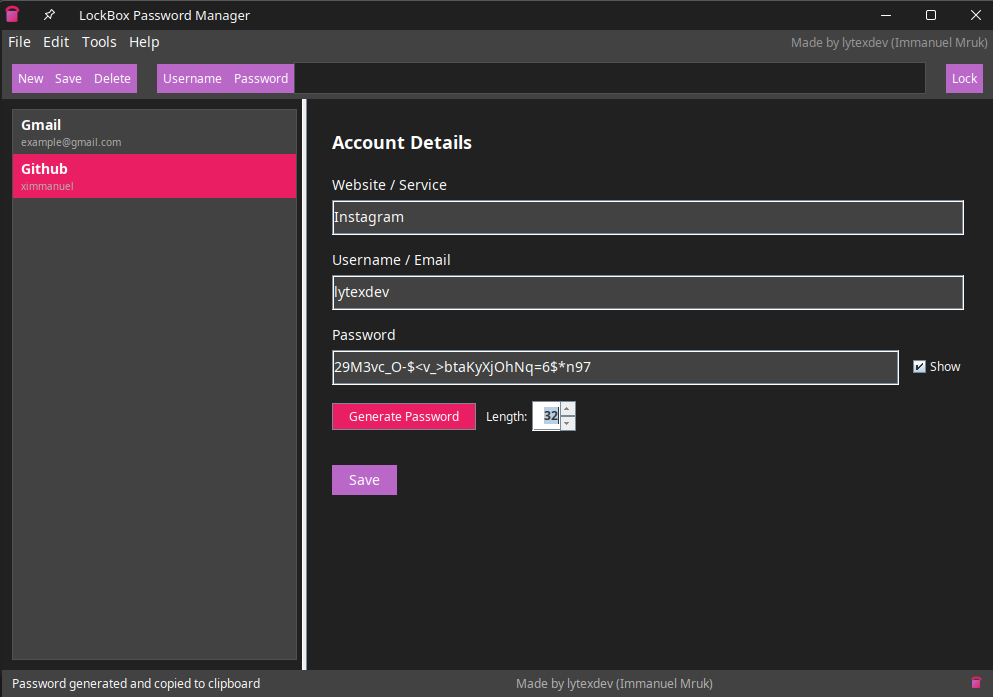 LockBox Password Manager
File Edit Tools Help
Made by lytexdev (Immanuel Mruk)
New Save Delete Username Password Lock
Gmail
example@gmail.com
Github
ximmanuel
Account Details
Website / Service
Instagram
Username / Email
lytexdev
Password
29M3vc_O-$<v_>btaKyXjOhNq=6$*n97
Show
Generate Password Length: 32
Save
Password generated and copied to clipboard
Made by lytexdev (Immanuel Mruk)